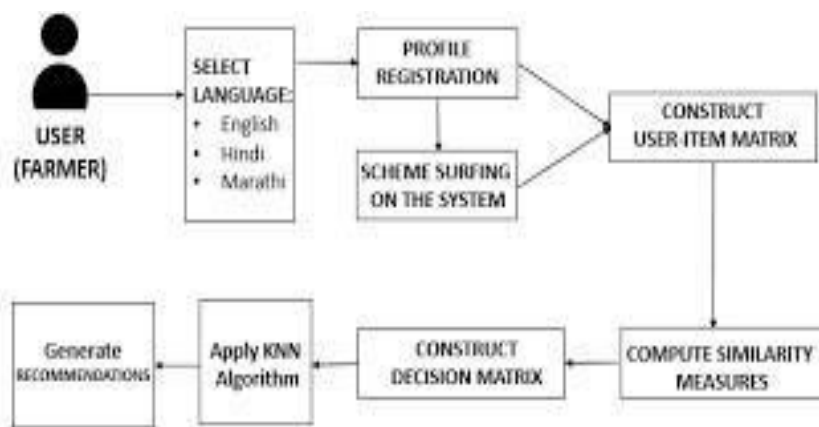 USER
(FARMER)
SELECT
LANGUAGE:
• English
• Hindi
• Marathi
PROFILE
REGISTRATION
SCHEME SURFING
ON THE SYSTEM
CONSTRUCT
USER-ITEM MATRIX
COMPUTE SIMILARITY
MEASURES
CONSTRUCT
DECISION MATRIX
Apply KNN
Algorithm
Generate
RECOMMENDATIONS